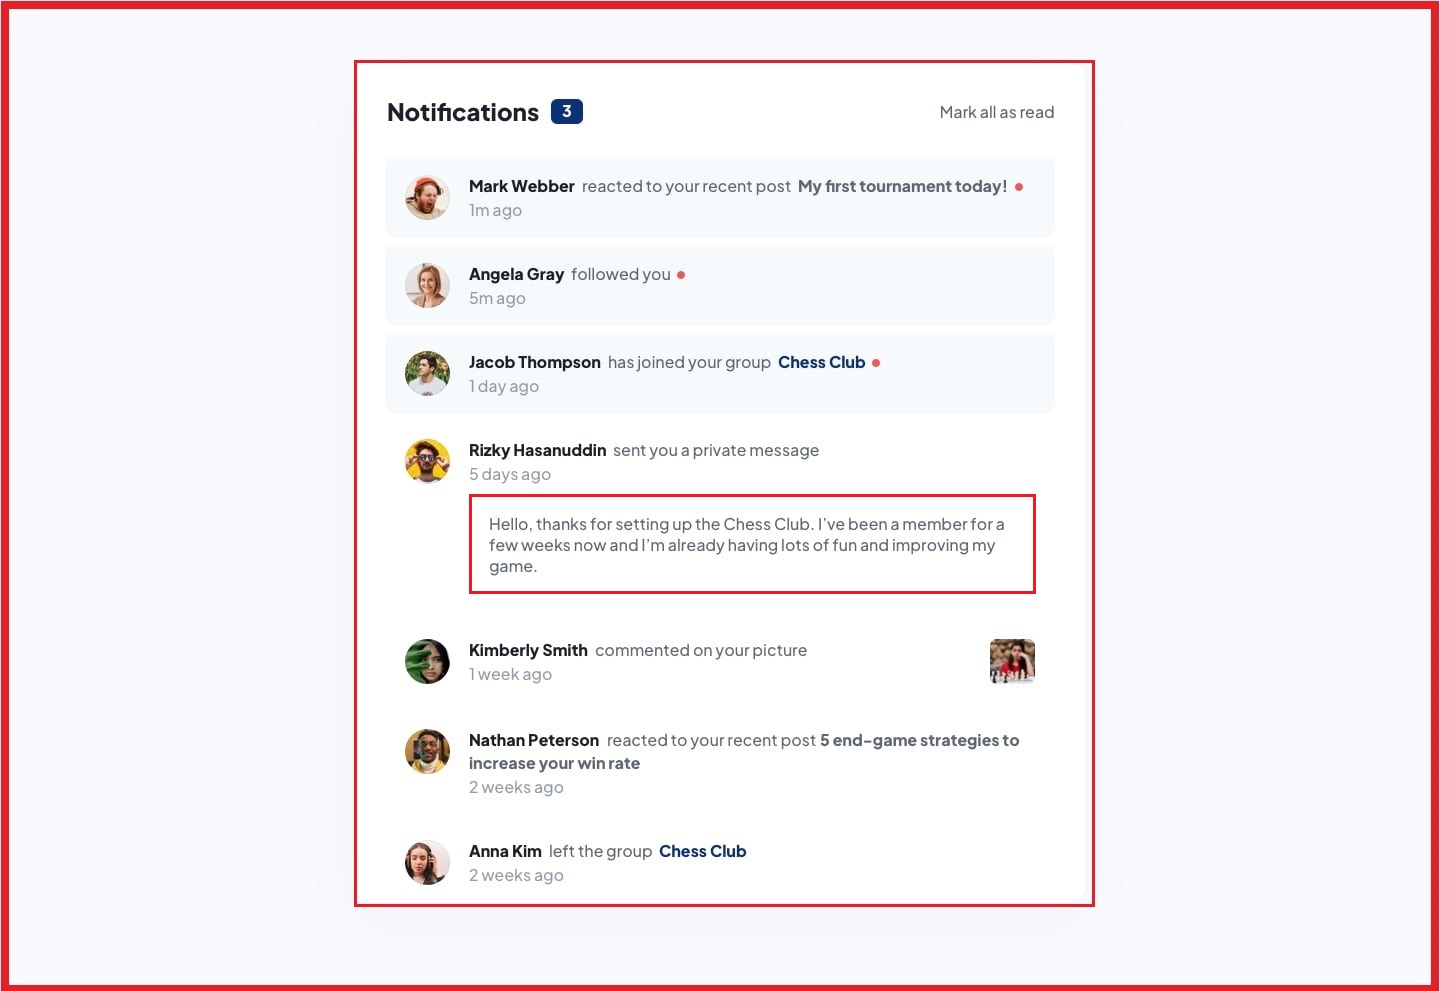 Notifications 3 Mark all as read
Mark Webber reacted to your recent post My first tournament today!
1m ago
Angela Gray followed you
5m ago
Jacob Thompson has joined your group Chess Club
1 day ago
Rizky Hasanuddin sent you a private message
5 days ago
Hello, thanks for setting up the Chess Club. I’ve been a member for a
few weeks now and I’m already having lots of fun and improving my
game.
Kimberly Smith commented on your picture
1 week ago
Nathan Peterson reacted to your recent post 5 end-game strategies to
increase your win rate
2 weeks ago
Anna Kim left the group Chess Club
2 weeks ago